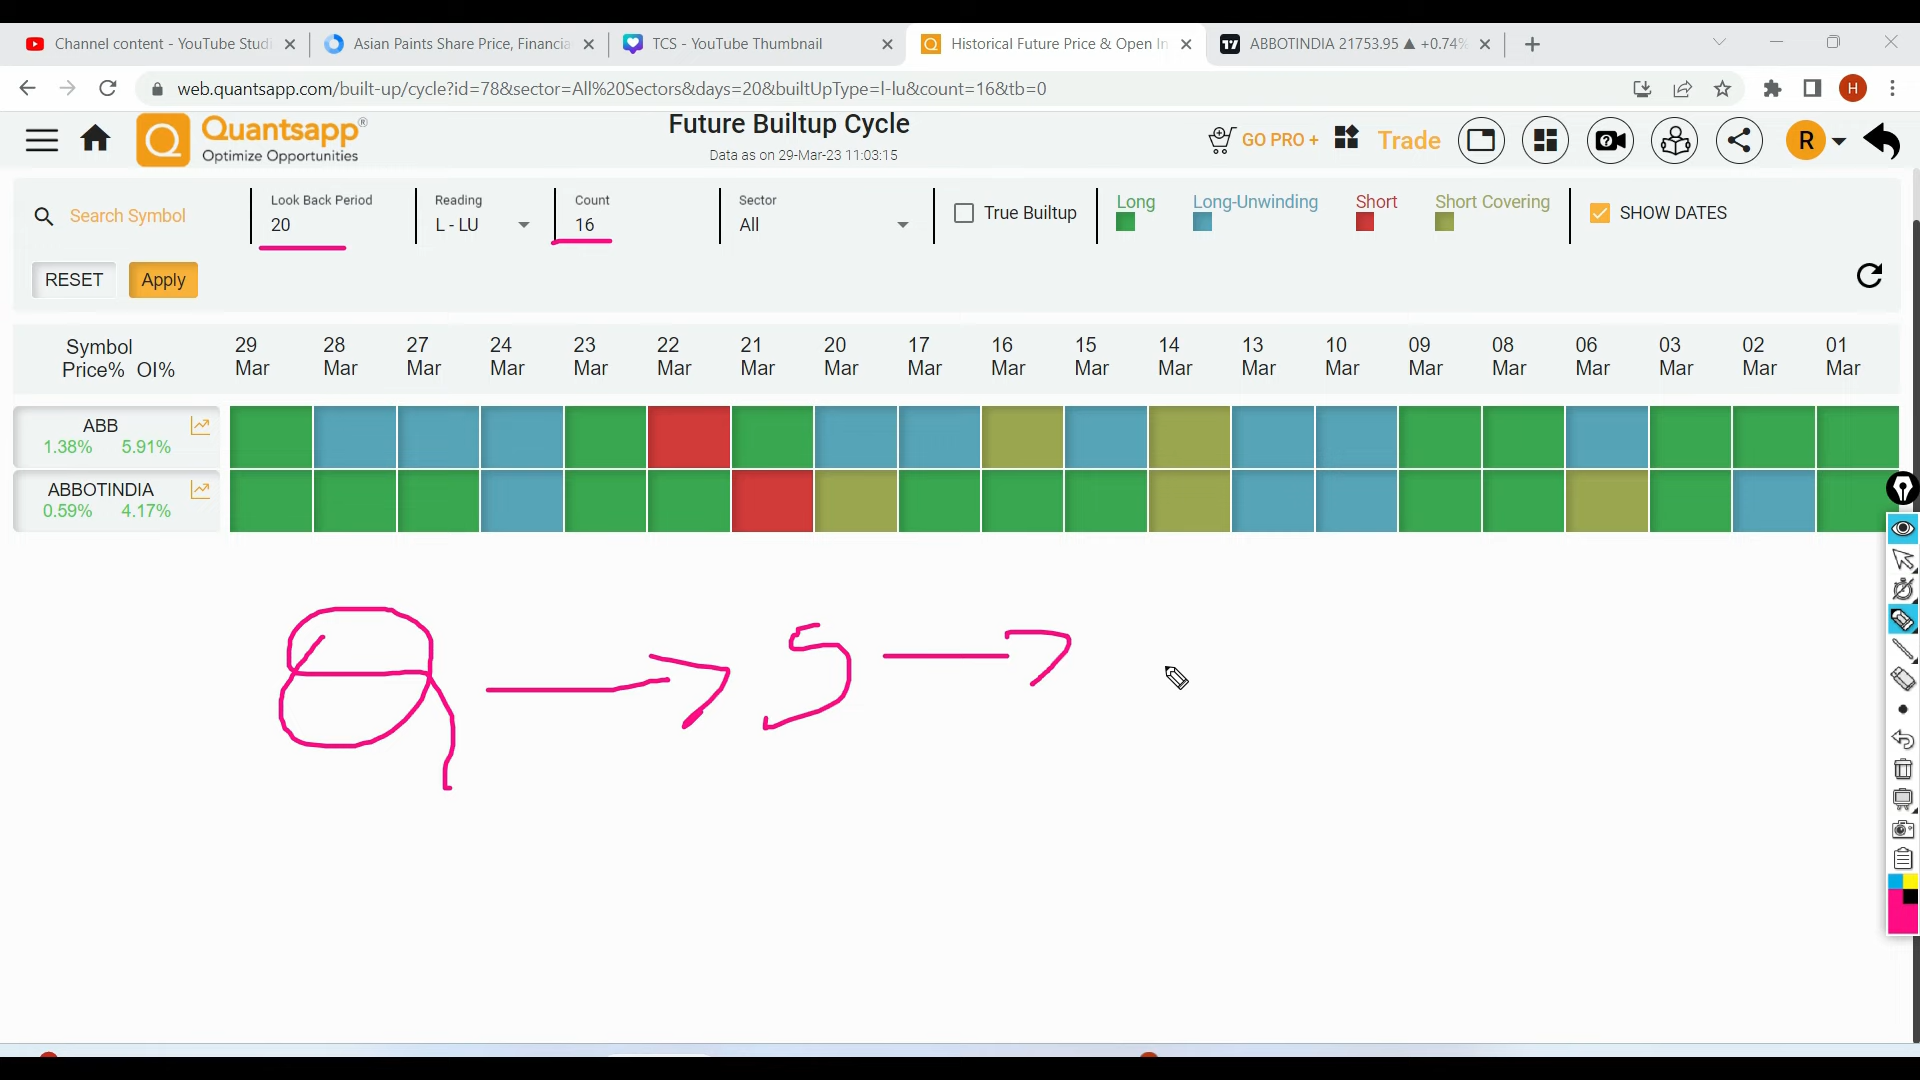 Channel content - YouTube Studi
Asian Paints Share Price, Financia
TCS - YouTube Thumbnail
Historical Future Price & Open In
ABBOTINDIA 21753.95 ▲ +0.74%
web.quantsapp.com/built-up/cycle?id=78&sector=All%20Sectors&days=20&builtUpType=l-lu&count=16&tb=0
H
Quantsapp®
Optimize Opportunities
Future Builtup Cycle
Data as on 29-Mar-23 11:03:15
GO PRO +
Trade
R
Search Symbol
Look Back Period
20
Reading
L - LU
Count
16
Sector
All
True Builtup
Long
Long-Unwinding
Short
Short Covering
SHOW DATES
RESET
Apply
Symbol
Price% OI%
29 Mar
28 Mar
27 Mar
24 Mar
23 Mar
22 Mar
21 Mar
20 Mar
17 Mar
16 Mar
15 Mar
14 Mar
13 Mar
10 Mar
09 Mar
08 Mar
06 Mar
03 Mar
02 Mar
01 Mar
ABB
1.38% 5.91%
ABBOTINDIA
0.59% 4.17%
5